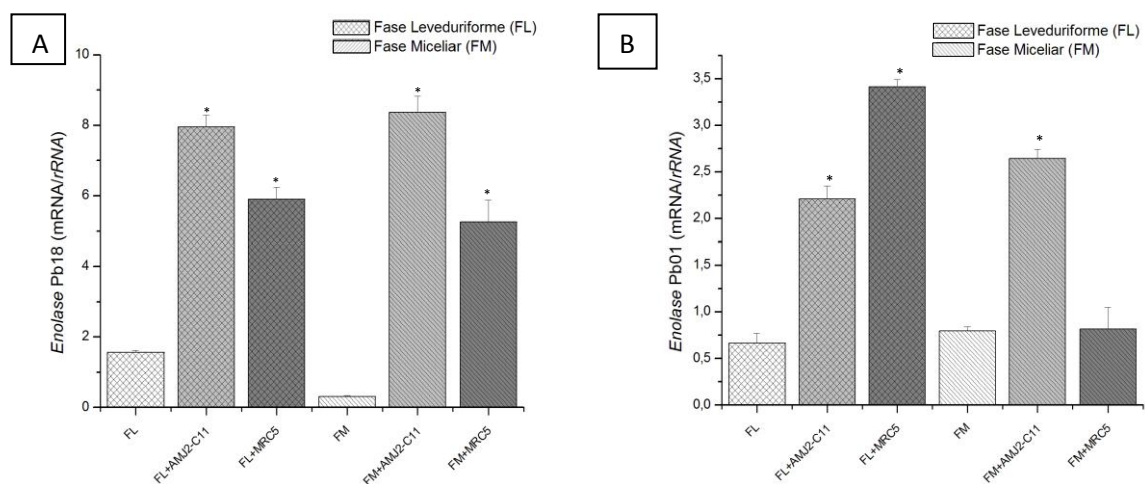 A
Fase Leveduriforme (FL)
Fase Miceliar (FM)
Enolase Pb18 (mRNA/rRNA)
10
8
6
4
2
0
*
*
*
*
FL
FL+AMJ2-C11
FL+MRC5
FM
FM+AMJ2-C11
FM+MRC5
B
Fase Leveduriforme (FL)
Fase Miceliar (FM)
Enolase Pb01 (mRNA/rRNA)
3,5
3,0
2,5
2,0
1,5
1,0
0,5
0,0
*
*
*
FL
FL+AMJ2-C11
FL+MRC5
FM
FM+AMJ2-C11
FM+MRC5